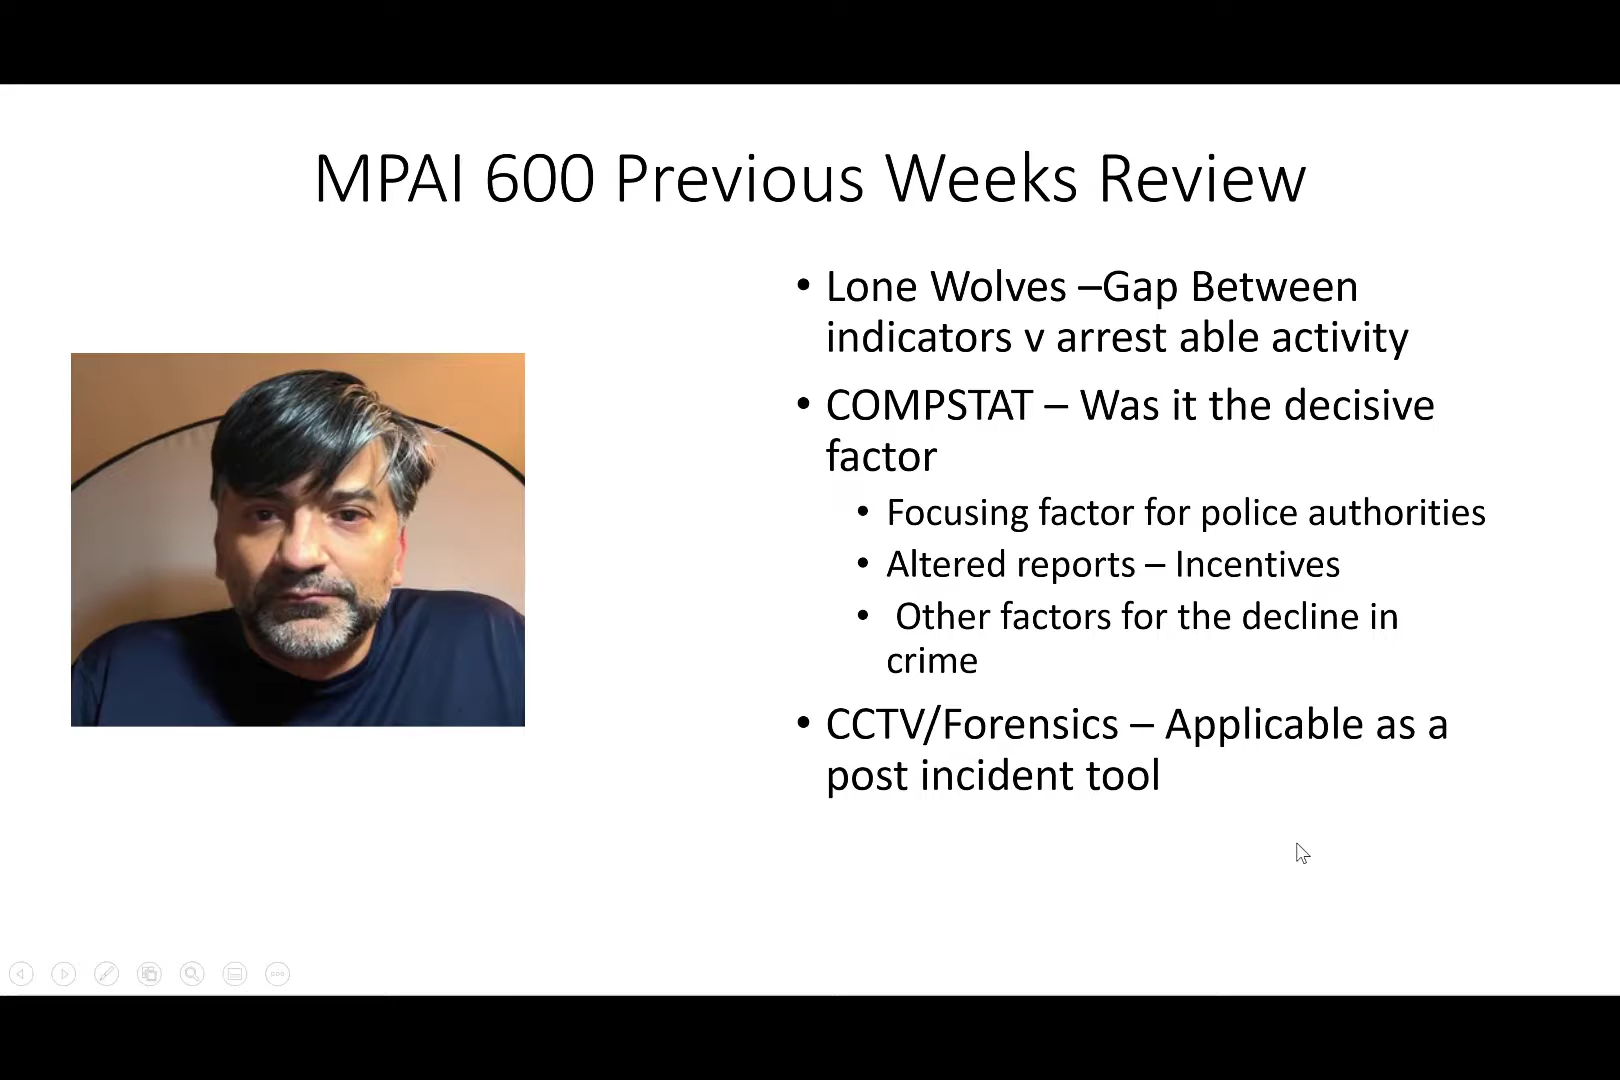 MPAI 600 Previous Weeks Review
• Lone Wolves –Gap Between
indicators v arrest able activity
• COMPSTAT – Was it the decisive
factor
• Focusing factor for police authorities
• Altered reports – Incentives
• Other factors for the decline in
crime
• CCTV/Forensics – Applicable as a
post incident tool